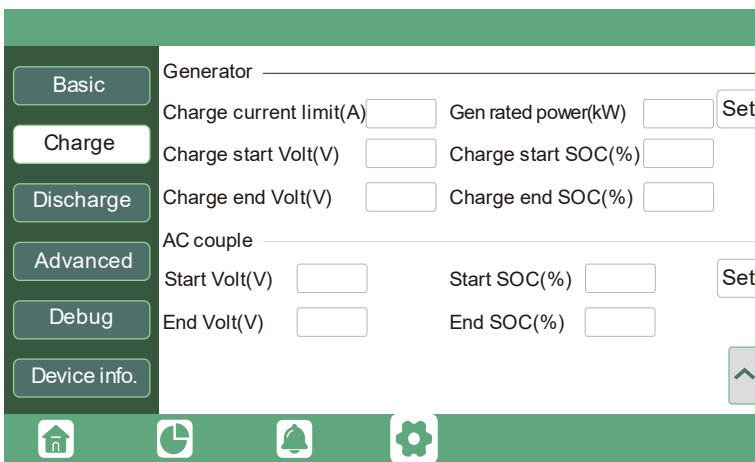 Basic
Charge
Discharge
Advanced
Debug
Device info.
Generator
Charge current limit(A) Gen rated power(kW) Set
Charge start Volt(V) Charge start SOC(%)
Charge end Volt(V) Charge end SOC(%)
AC couple
Start Volt(V) Start SOC(%) Set
End Volt(V) End SOC(%)